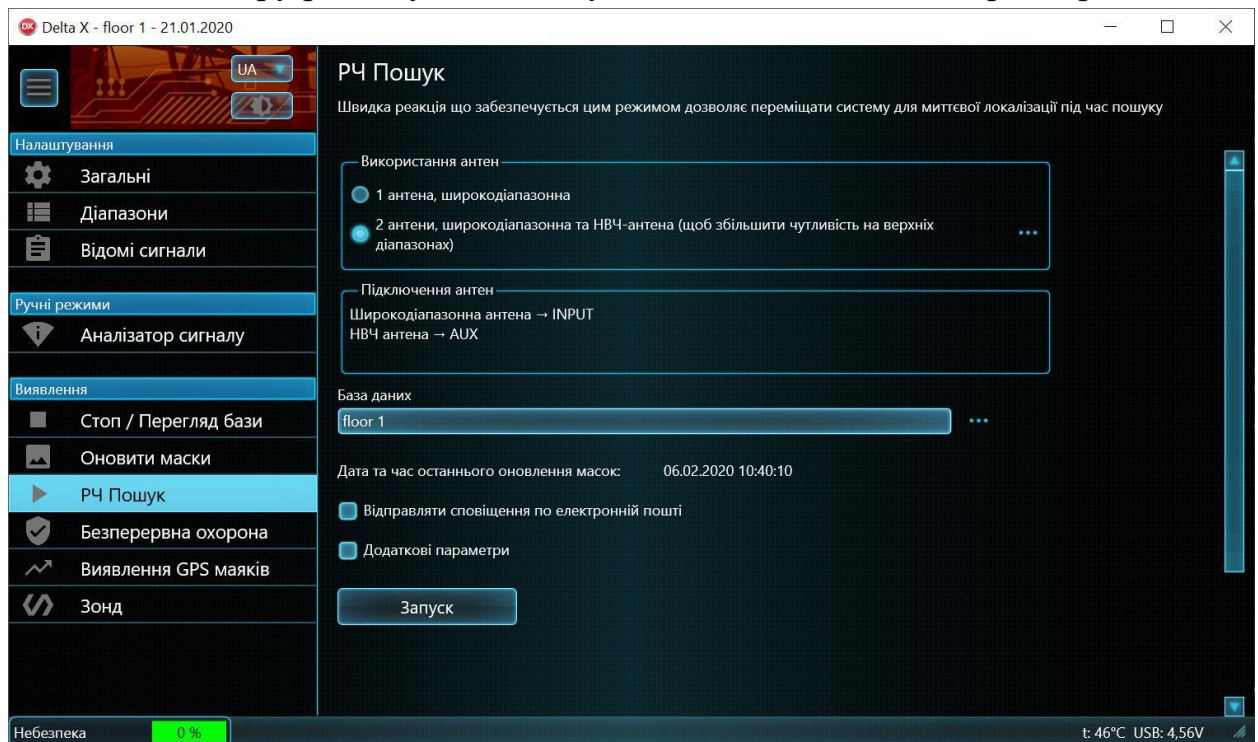 Delta X - floor 1 - 21.01.2020
UA
Налаштування
Загальні
Діапазони
Відомі сигнали
Ручні режими
Аналізатор сигналу
Виявлення
Стоп / Перегляд бази
Оновити маски
РЧ Пошук
Безперервна охорона
Виявлення GPS маяків
Зонд
РЧ Пошук
Швидка реакція що забезпечується цим режимом дозволяє переміщати систему для миттєвої локалізації під час пошуку
Використання антен
1 антена, широкодіапазонна
2 антени, широкодіапазонна та НВЧ-антена (щоб збільшити чутливість на верхніх
діапазонах)
Підключення антен
Широкодіапазонна антена → INPUT
НВЧ антена → AUX
База даних
floor 1
Дата та час останнього оновлення масок: 06.02.2020 10:40:10
Відправляти сповіщення по електронній пошті
Додаткові параметри
Запуск
Небезпека 0 %
t: 46°C USB: 4,56V